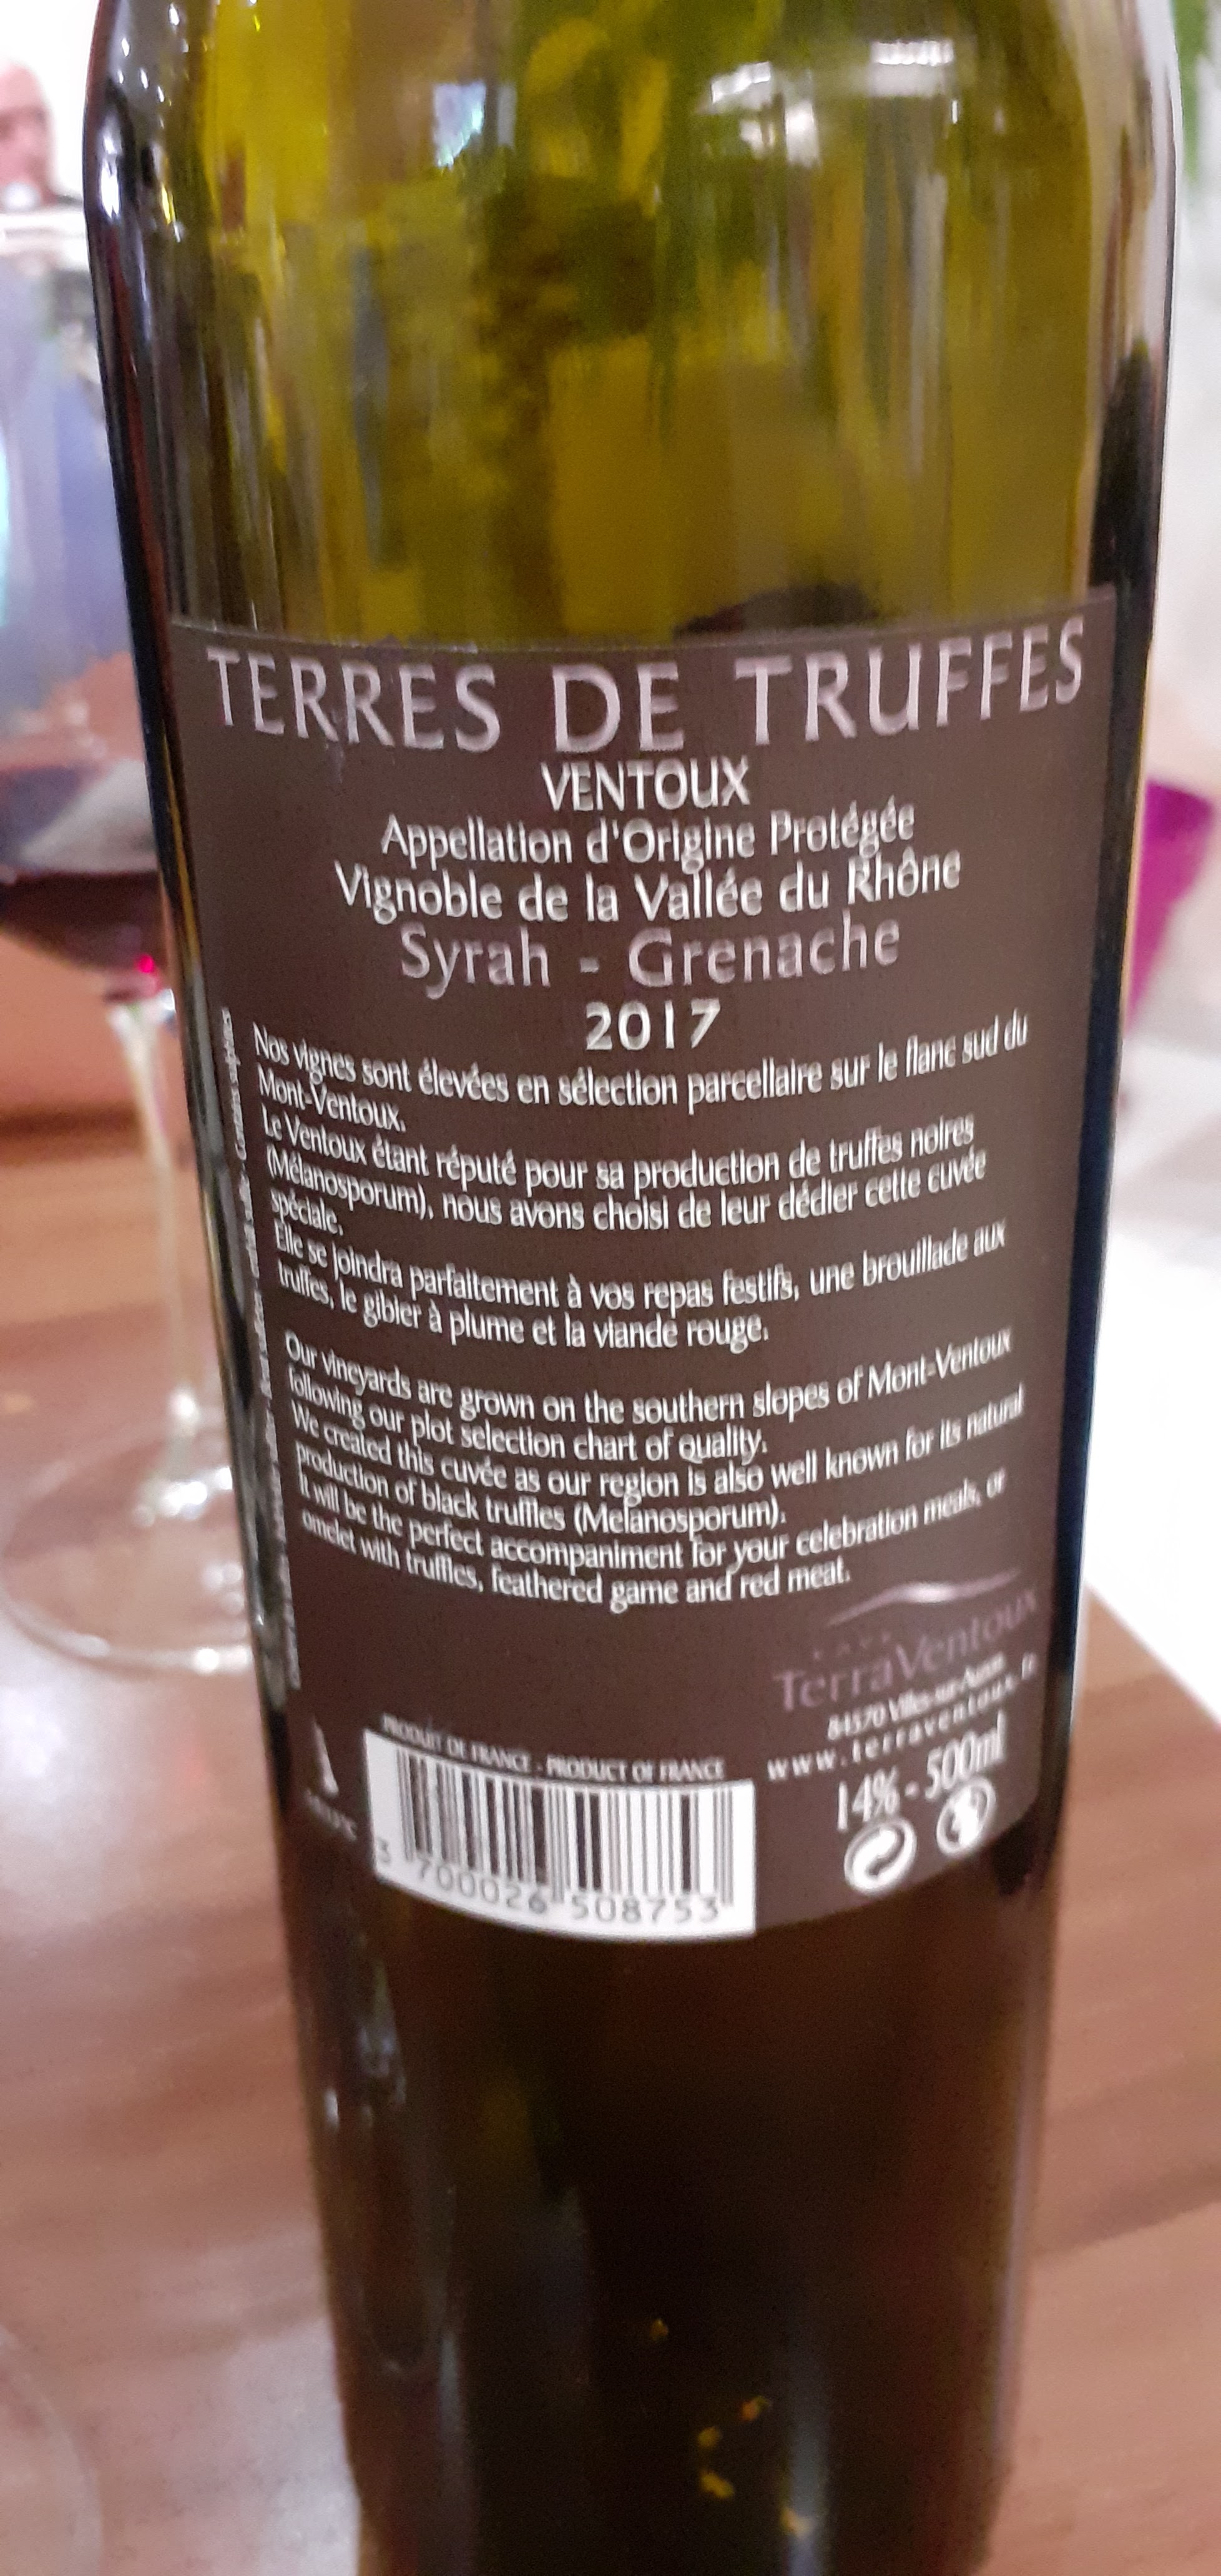 TERRES DE TRUFFES
VENTOUX
Appellation d'Origine Protégée
Vignoble de la Vallée du Rhône
Syrah - Grenache
2017
Nos vignes sont élevées en sélection parcellaire sur le flanc sud du
Mont-Ventoux.
Le Ventoux étant réputé pour sa production de truffes noires
(Mélanosporum), nous avons choisi de leur dédier cette cuvée
spéciale.
Elle se joindra parfaitement à vos repas festifs, une brouillade aux
truffes, le gibier à plume et la viande rouge.
Our vineyards are grown on the southern slopes of Mont-Ventoux
following our plot selection chart of quality.
We created this cuvée as our region is also well known for its natural
production of black truffles (Melanosporum).
It will be the perfect accompaniment for your celebration meals, or
omelet with truffles, feathered game and red meat.
CAVE
TerraVentoux
84570 Villes-sur-Auzon
www.terraventoux.fr
14% - 500ml
PRODUIT DE FRANCE - PRODUCT OF FRANCE
3 700026 508753